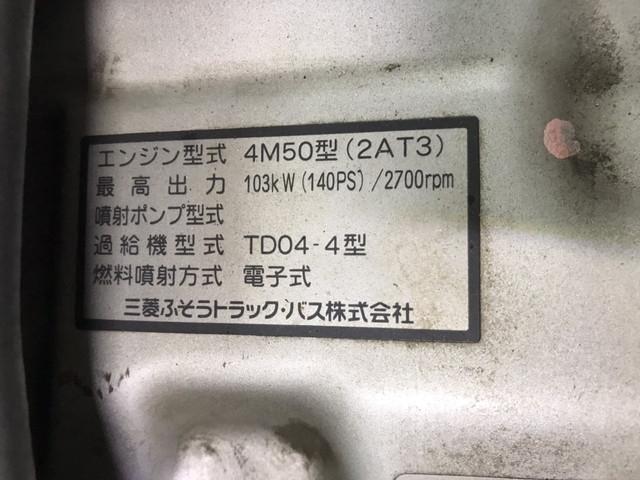 エンジン型式 4M50型(2AT3)
最高出力 103kW(140PS)/2700rpm
噴射ポンプ型式
過給機型式 TD04-4型
燃料噴射方式 電子式
三菱ふそうトラック・バス株式会社